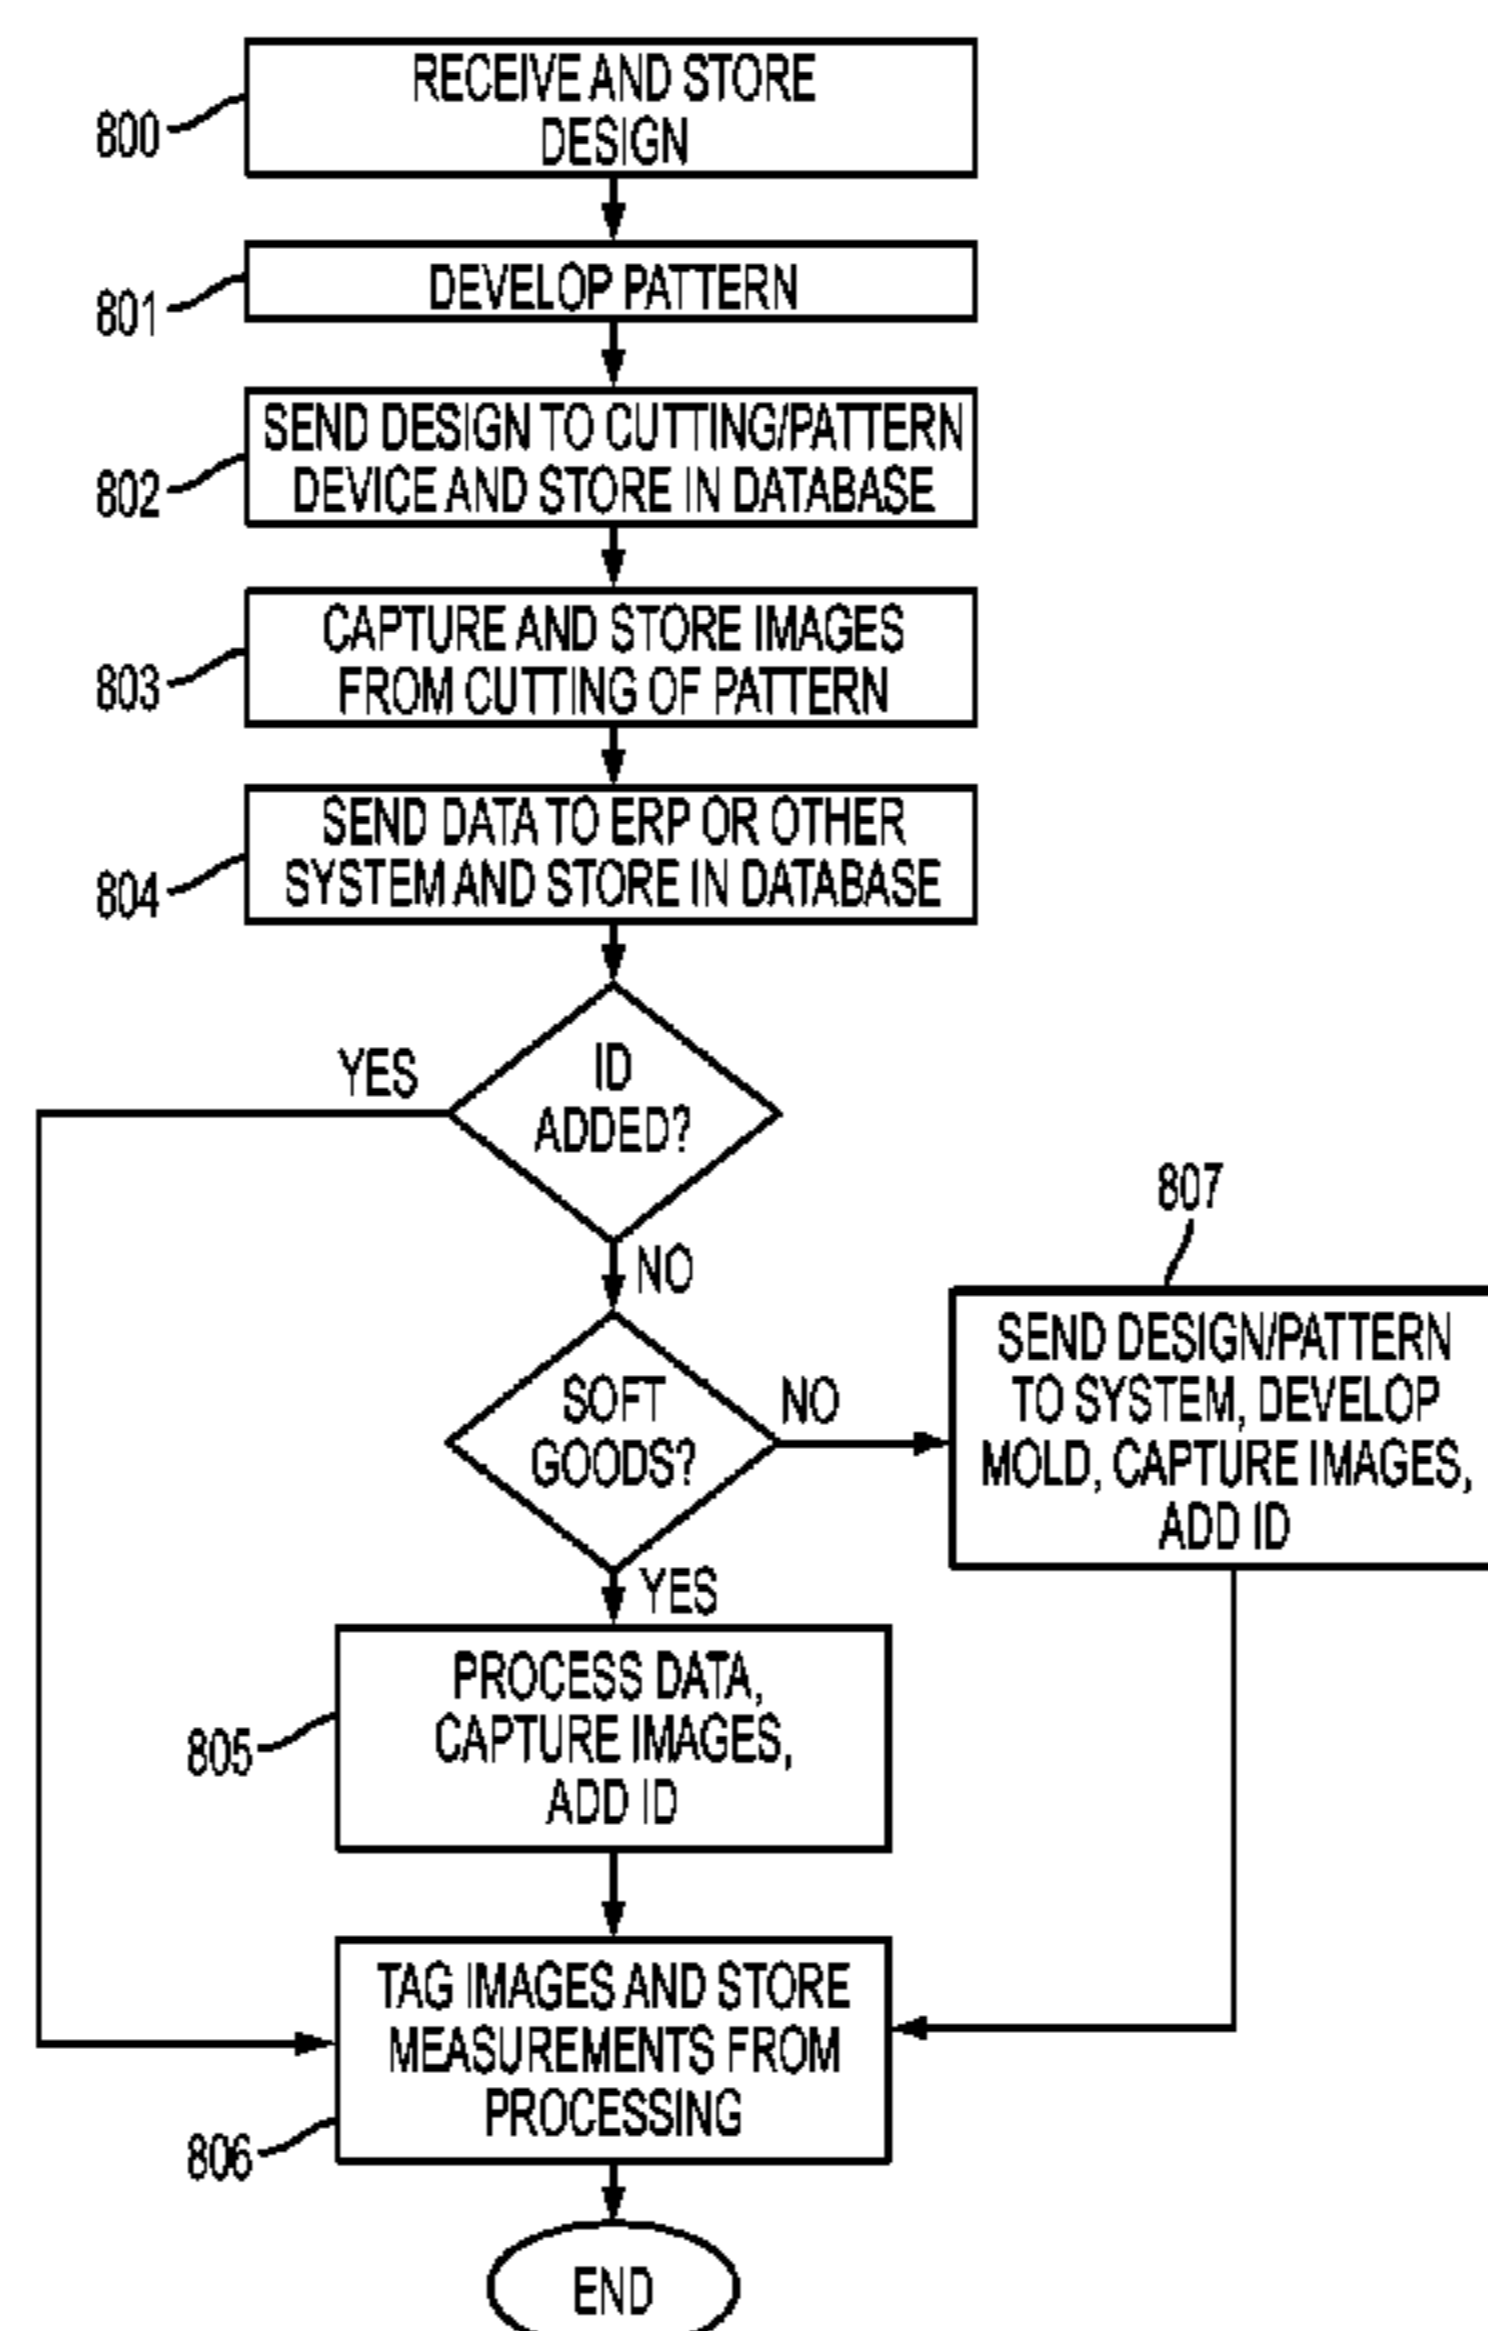 RECEIVE AND STORE
DESIGN
800
DEVELOP PATTERN
801
SEND DESIGN TO CUTTING/PATTERN
DEVICE AND STORE IN DATABASE
802
CAPTURE AND STORE IMAGES
FROM CUTTING OF PATTERN
803
SEND DATA TO ERP OR OTHER
SYSTEM AND STORE IN DATABASE
804
YES
ID
ADDED?
NO
807
SEND DESIGN/PATTERN
TO SYSTEM, DEVELOP
MOLD, CAPTURE IMAGES,
ADD ID
SOFT
GOODS?
NO
YES
PROCESS DATA,
CAPTURE IMAGES,
ADD ID
805
TAG IMAGES AND STORE
MEASUREMENTS FROM
PROCESSING
806
END